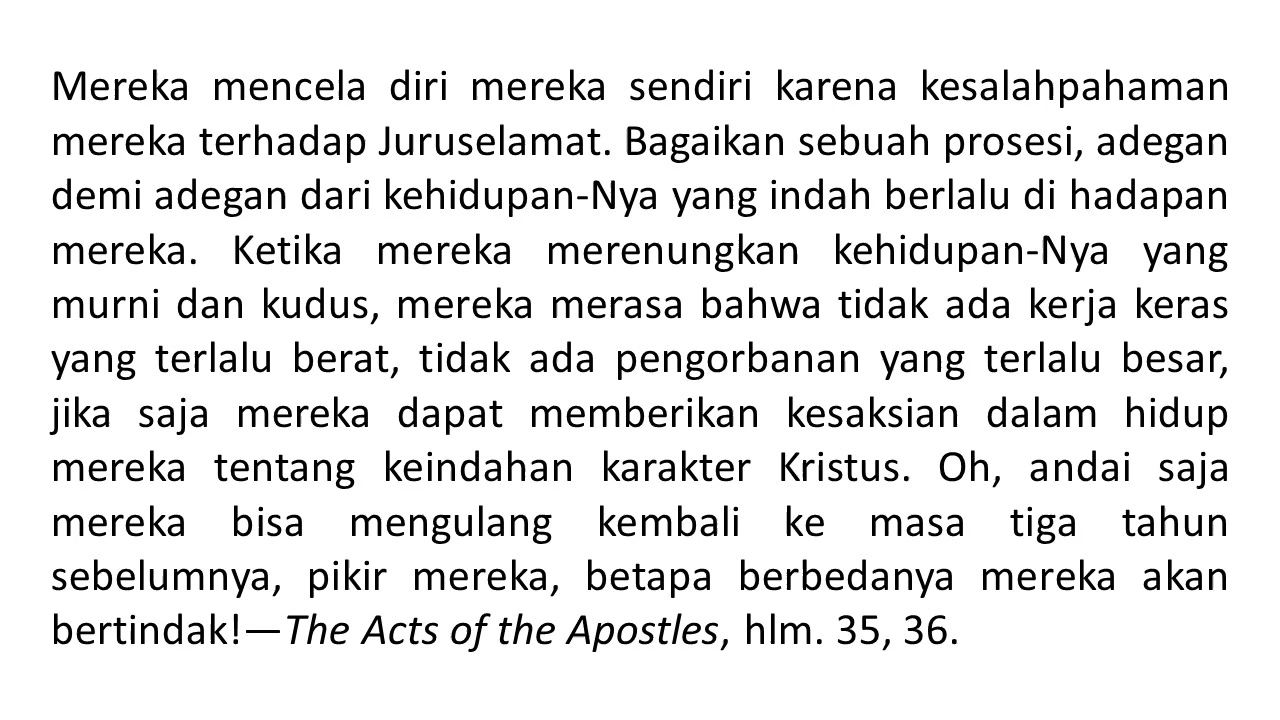 Mereka mencela diri mereka sendiri karena kesalahpahaman
mereka terhadap Juruselamat. Bagaikan sebuah prosesi, adegan
demi adegan dari kehidupan-Nya yang indah berlalu di hadapan
mereka. Ketika mereka merenungkan kehidupan-Nya yang
murni dan kudus, mereka merasa bahwa tidak ada kerja keras
yang terlalu berat, tidak ada pengorbanan yang terlalu besar,
jika saja mereka dapat memberikan kesaksian dalam hidup
mereka tentang keindahan karakter Kristus. Oh, andai saja
mereka bisa mengulang kembali ke masa tiga tahun
sebelumnya, pikir mereka, betapa berbedanya mereka akan
bertindak!—The Acts of the Apostles, hlm. 35, 36.